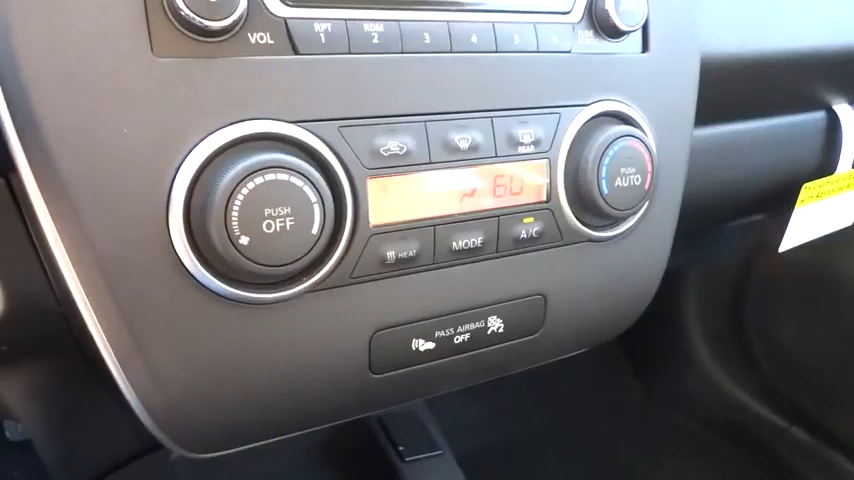 VOL
RPT 1
RDM 2
3
4
5
6
PUSH
OFF
REAR
60
PUSH
AUTO
HEAT
MODE
A/C
PASS AIRBAG
OFF
2